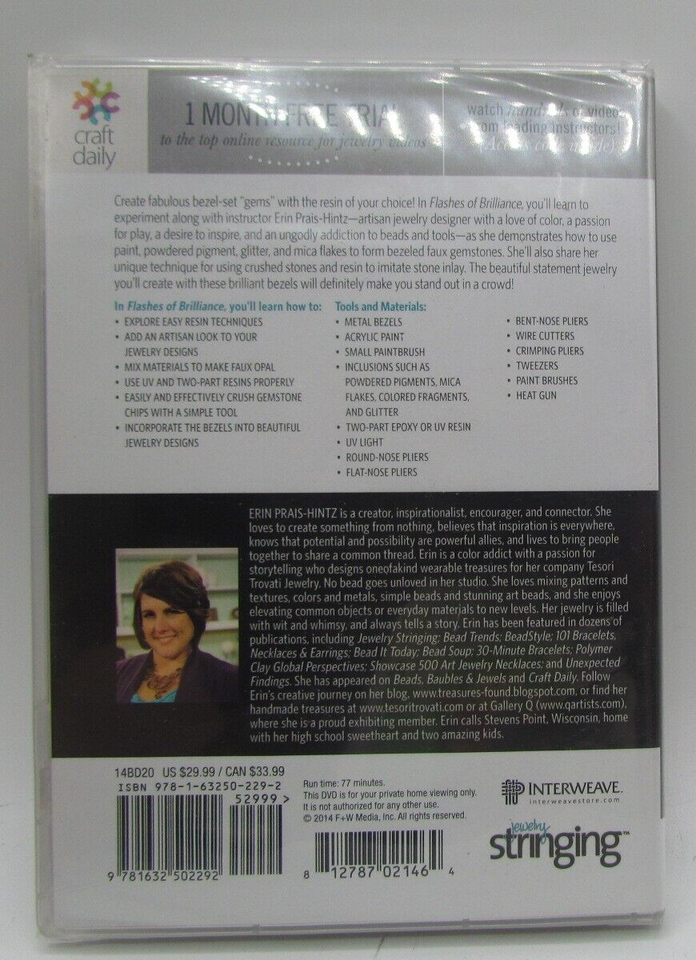 craft
daily
1 MONTH FREE TRIAL
to the top online resource for jewelry videos
watch hundreds of videos
from leading instructors!
(Access code inside)
Create fabulous bezel-set "gems" with the resin of your choice! In Flashes of Brilliance, you'll learn to
experiment along with instructor Erin Prais-Hintz—artisan jewelry designer with a love of color, a passion
for play, a desire to inspire, and an ungodly addiction to beads and tools—as she demonstrates how to use
paint, powdered pigment, glitter, and mica flakes to form bezeled faux gemstones. She'll also share her
unique technique for using crushed stones and resin to imitate stone inlay. The beautiful statement jewelry
you'll create with these brilliant bezels will definitely make you stand out in a crowd!
In Flashes of Brilliance, you'll learn how to:
• EXPLORE EASY RESIN TECHNIQUES
• ADD AN ARTISAN LOOK TO YOUR
JEWELRY DESIGNS
• MIX MATERIALS TO MAKE FAUX OPAL
• USE UV AND TWO-PART RESINS PROPERLY
• EASILY AND EFFECTIVELY CRUSH GEMSTONE
CHIPS WITH A SIMPLE TOOL
• INCORPORATE THE BEZELS INTO BEAUTIFUL
JEWELRY DESIGNS
Tools and Materials:
• METAL BEZELS
• ACRYLIC PAINT
• SMALL PAINTBRUSH
• INCLUSIONS SUCH AS
POWDERED PIGMENTS, MICA
FLAKES, COLORED FRAGMENTS,
AND GLITTER
• TWO-PART EPOXY OR UV RESIN
• UV LIGHT
• ROUND-NOSE PLIERS
• FLAT-NOSE PLIERS
• BENT-NOSE PLIERS
• WIRE CUTTERS
• CRIMPING PLIERS
• TWEEZERS
• PAINT BRUSHES
• HEAT GUN
ERIN PRAIS-HINTZ is a creator, inspirationalist, encourager, and connector. She
loves to create something from nothing, believes that inspiration is everywhere,
knows that potential and possibility are powerful allies, and lives to bring people
together to share a common thread. Erin is a color addict with a passion for
storytelling who designs oneofakind wearable treasures for her company Tesori
Trovati Jewelry. No bead goes unloved in her studio. She loves mixing patterns and
textures, colors and metals, simple beads and stunning art beads, and she enjoys
elevating common objects or everyday materials to new levels. Her jewelry is filled
with wit and whimsy, and always tells a story. Erin has been featured in dozens of
publications, including Jewelry Stringing; Bead Trends; BeadStyle; 101 Bracelets,
Necklaces & Earrings; Bead It Today; Bead Soup; 30-Minute Bracelets; Polymer
Clay Global Perspectives; Showcase 500 Art Jewelry Necklaces; and Unexpected
Findings. She has appeared on Beads, Baubles & Jewels and Craft Daily. Follow
Erin's creative journey on her blog, www.treasures-found.blogspot.com, or find her
handmade treasures at www.tesoritrovati.com or at Gallery Q (www.qartists.com),
where she is a proud exhibiting member. Erin calls Stevens Point, Wisconsin, home
with her high school sweetheart and two amazing kids.
14BD20 US $29.99 / CAN $33.99
ISBN 978-1-63250-229-2
52999 >
9 781632 502292
Run time: 77 minutes.
This DVD is for your private home viewing only.
It is not authorized for any other use.
© 2014 F+W Media, Inc. All rights reserved.
8 12787 02146 4
INTERWEAVE.
interweavestore.com
jewelry
stringing™